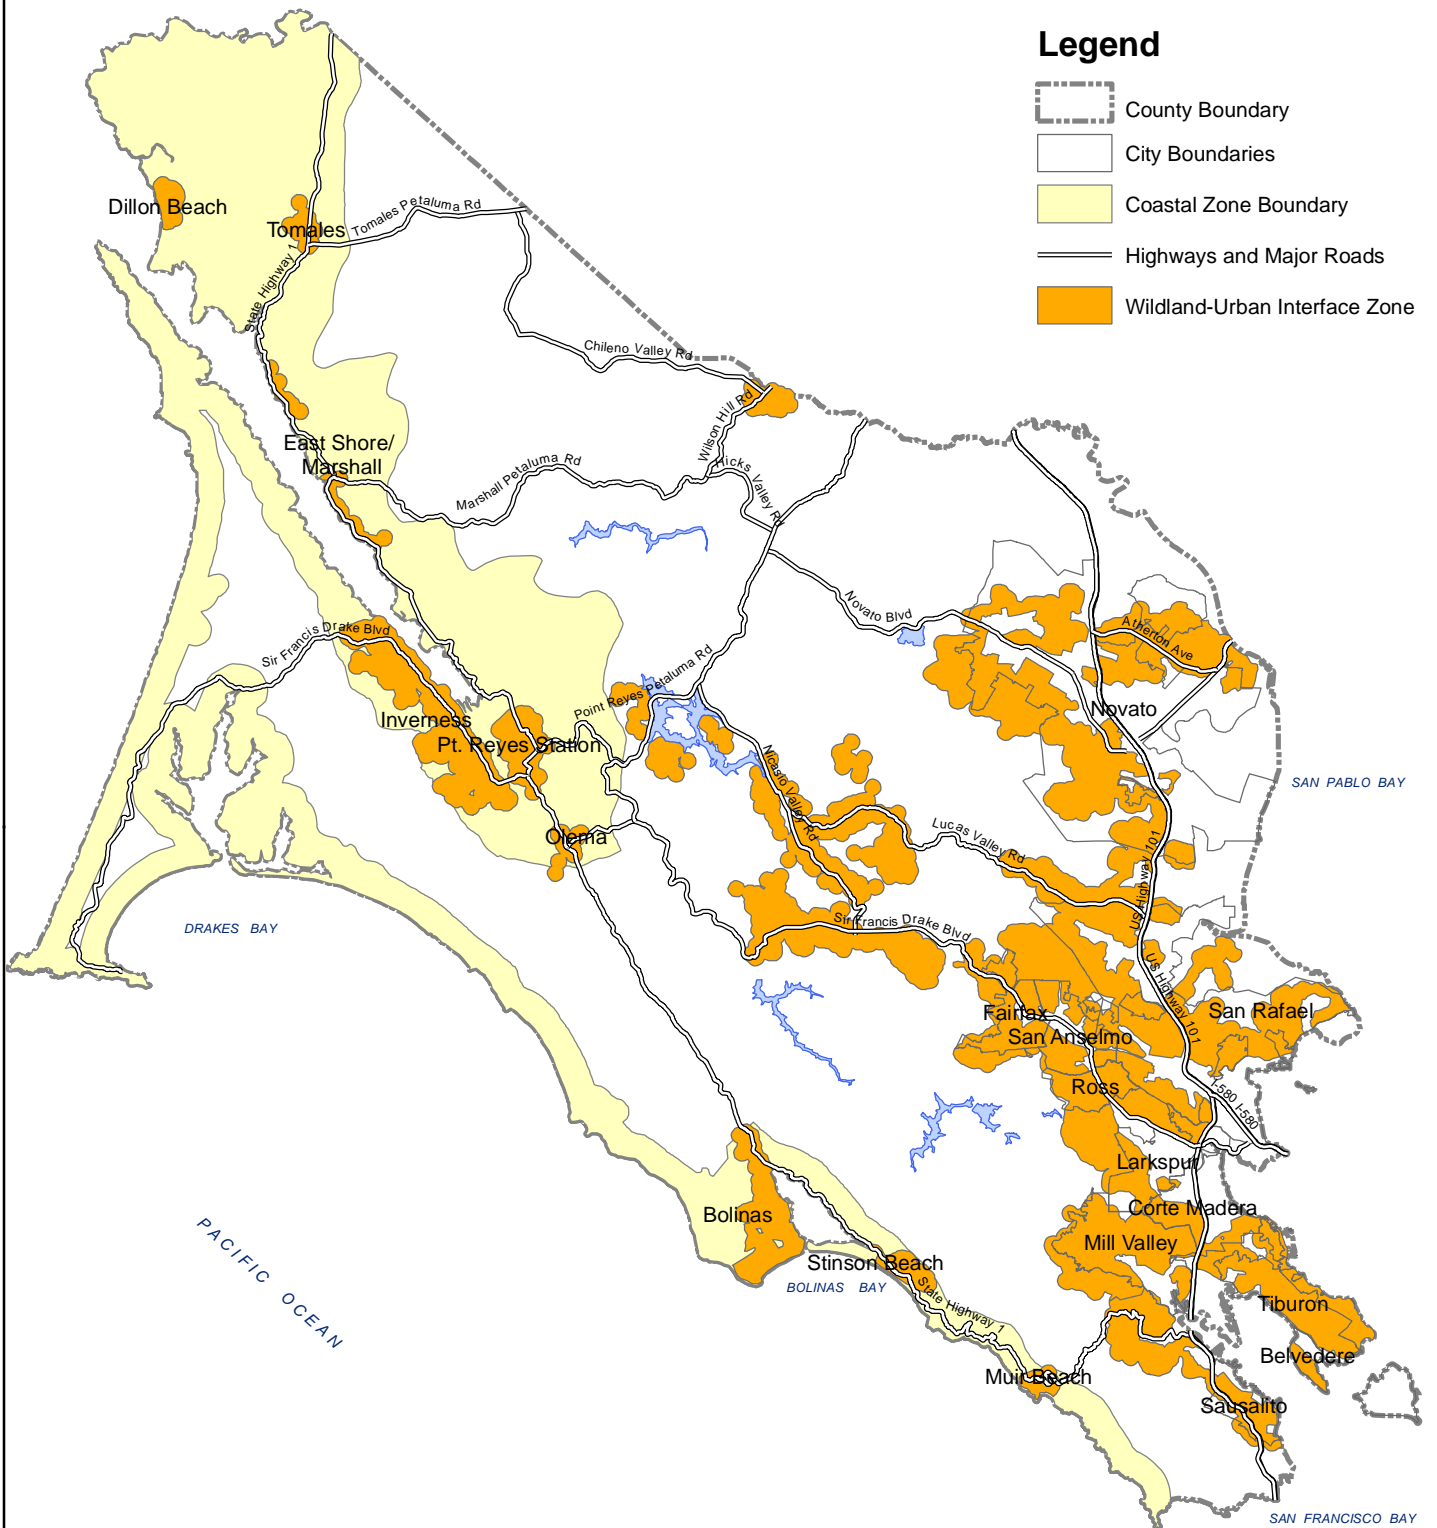 Legend
County Boundary
City Boundaries
Coastal Zone Boundary
Highways and Major Roads
Wildland-Urban Interface Zone
Dillon Beach
Tomales
Tomales Petaluma Rd
State Highway 1
Chileno Valley Rd
Wilson Hill Rd
East Shore/
Marshall
Marshall Petaluma Rd
Hicks Valley Rd
Novato Blvd
Atherton Ave
Sir Francis Drake Blvd
Point Reyes Petaluma Rd
Inverness
Pt. Reyes Station
Novato
Nicasio Valley Rd
SAN PABLO BAY
Olema
Lucas Valley Rd
US Highway 101
DRAKES BAY
Sir Francis Drake Blvd
US Highway 101
Fairfax
San Rafael
San Anselmo
Ross
I-580
I-580
Larkspur
Corte Madera
Bolinas
Mill Valley
Stinson Beach
BOLINAS BAY
State Highway 1
Tiburon
PACIFIC OCEAN
Belvedere
Muir Beach
Sausalito
SAN FRANCISCO BAY